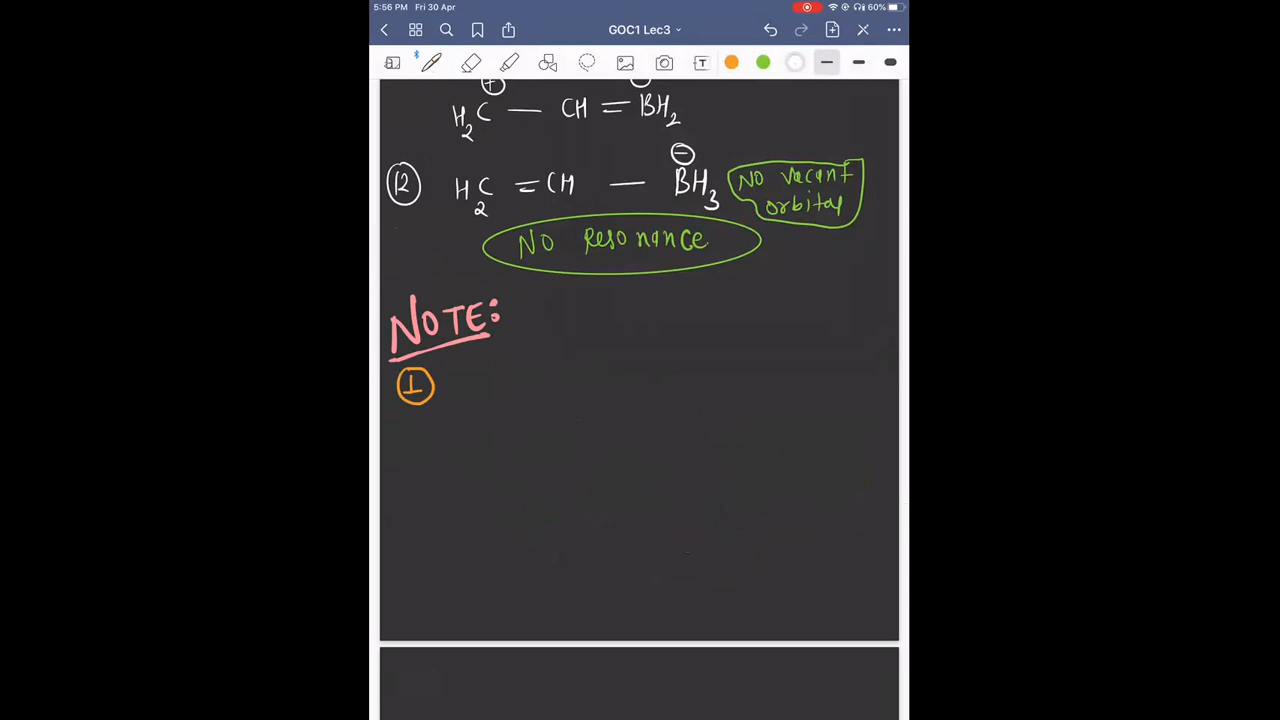 5:56 PM Fri 30 Apr
60%
GOC1 Lec3
T
+
H2C — CH = BH2
12 H2C = CH — BH3 −
NO vacant
orbital
NO Resonance
NOTE:
1